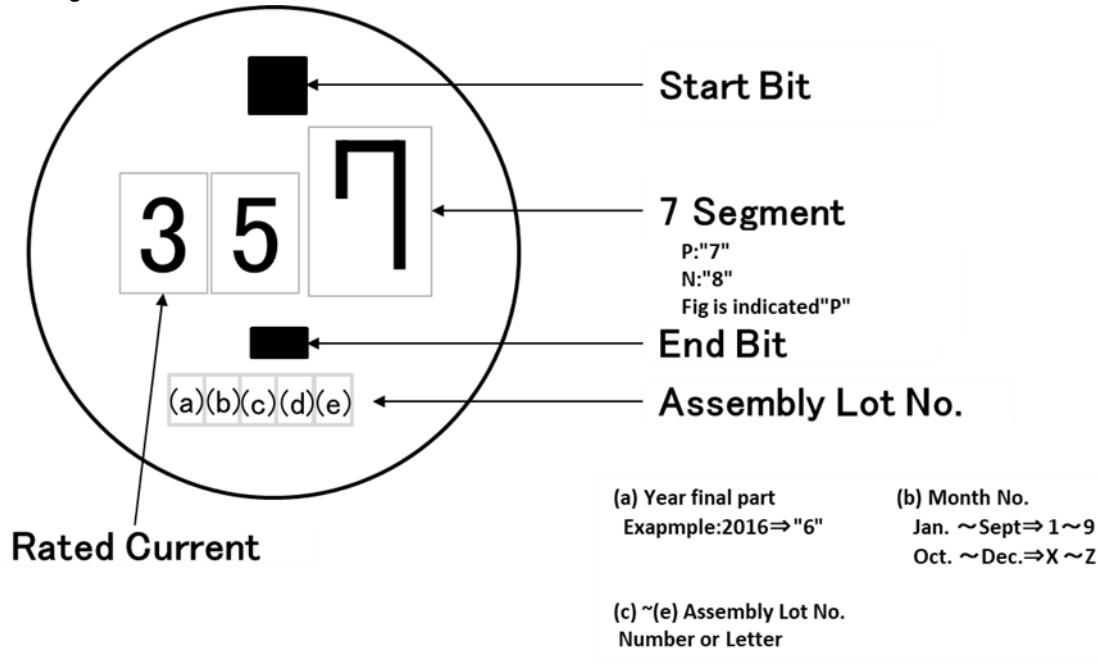 Start Bit
7 Segment
P:"7"
N:"8"
Fig is indicated"P"
3 5 7
End Bit
(a)(b)(c)(d)(e)
Assembly Lot No.
Rated Current
(a) Year final part
Exapmple:2016⇒"6"
(b) Month No.
Jan. ～Sept⇒ 1～9
Oct. ～Dec.⇒X ～Z
(c) ~(e) Assembly Lot No.
Number or Letter